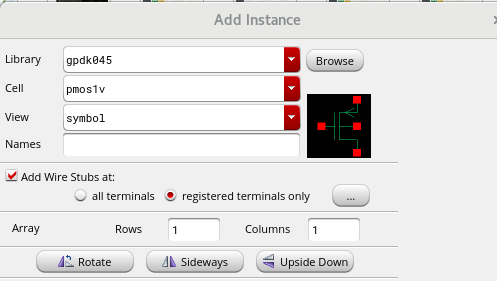 Add Instance
Library gpdk045 Browse
Cell pmos1v
View symbol
Names
Add Wire Stubs at:
all terminals registered terminals only ...
Array Rows 1 Columns 1
Rotate Sideways Upside Down